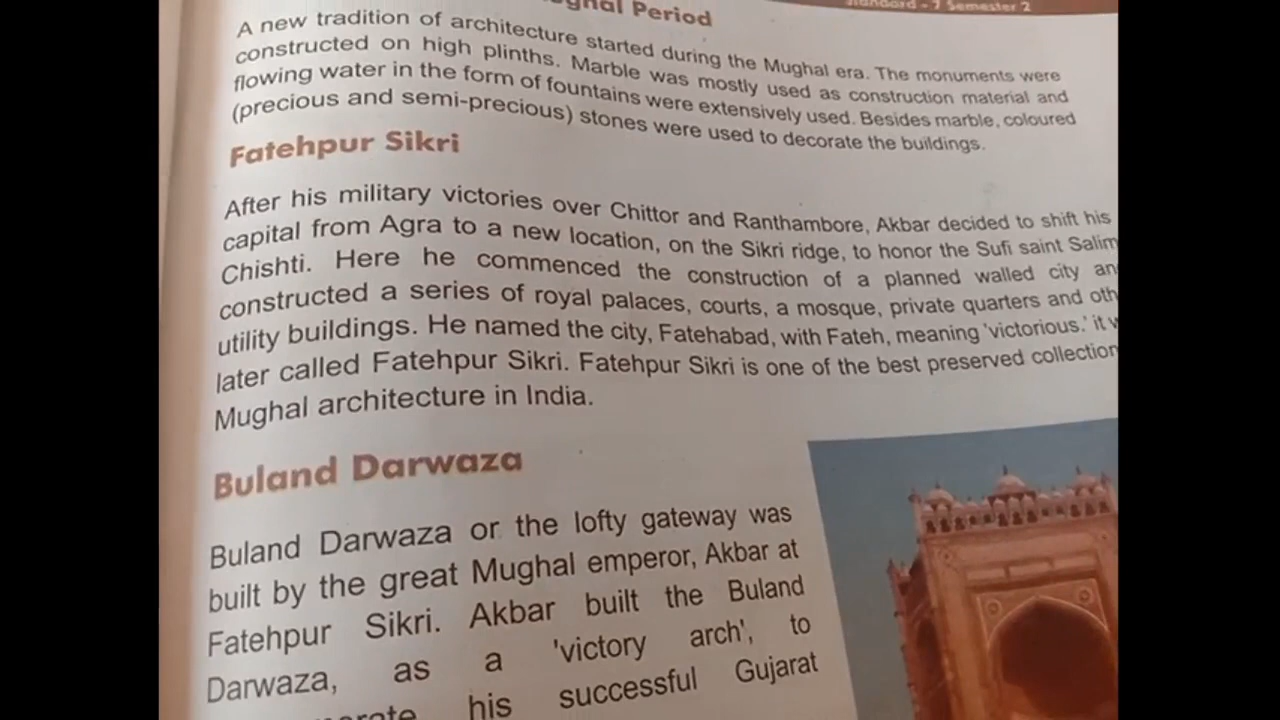 Period
Standard - 7 Semester 2
A new tradition of architecture started during the Mughal era. The monuments were
constructed on high plinths. Marble was mostly used as construction material and
flowing water in the form of fountains were extensively used. Besides marble, coloured
(precious and semi-precious) stones were used to decorate the buildings.
Fatehpur Sikri
After his military victories over Chittor and Ranthambore, Akbar decided to shift his
capital from Agra to a new location, on the Sikri ridge, to honor the Sufi saint Salim
Chishti. Here he commenced the construction of a planned walled city
constructed a series of royal palaces, courts, a mosque, private quarters and
utility buildings. He named the city, Fatehabad, with Fateh, meaning 'victorious.' it
later called Fatehpur Sikri. Fatehpur Sikri is one of the best preserved collection
Mughal architecture in India.
Buland Darwaza
Buland Darwaza or the lofty gateway was
built by the great Mughal emperor, Akbar at
Fatehpur Sikri. Akbar built the Buland
Darwaza, as a 'victory arch', to
his successful Gujarat